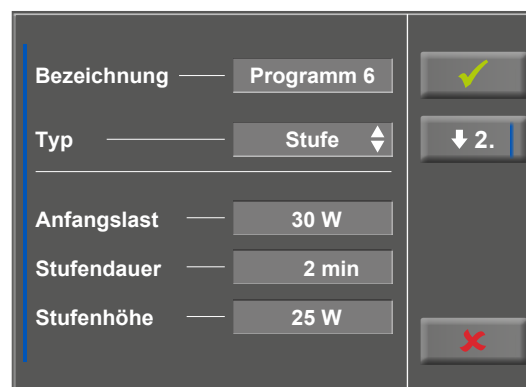 Bezeichnung Programm 6
Typ Stufe
2.
Anfangslast 30 W
Stufendauer 2 min
Stufenhöhe 25 W